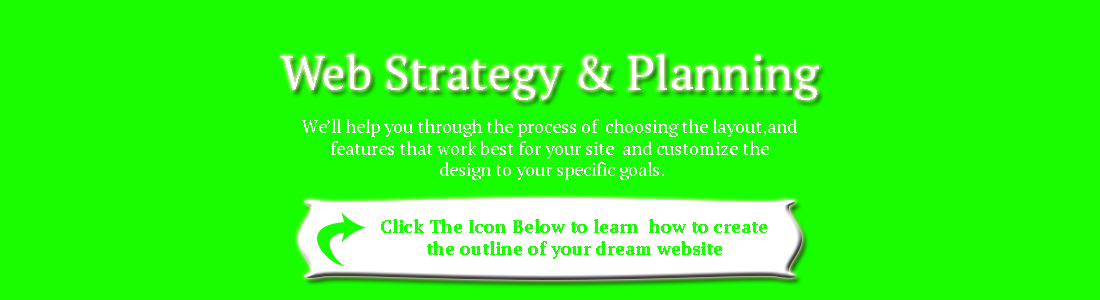 Web Strategy & Planning
We'll help you through the process of choosing the layout,and
features that work best for your site and customize the
design to your specific goals.
Click The Icon Below to learn how to create
the outline of your dream website